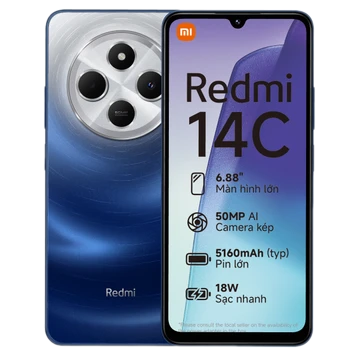 mi
Redmi
14C
6.88"
Màn hình lớn
50MP AI
Camera kép
5160mAh (typ)
Pin lớn
18W
Sạc nhanh
Redmi